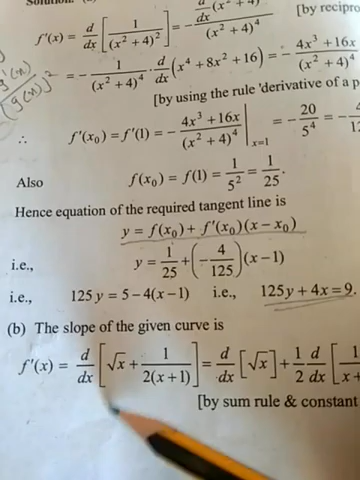 Solution. (a)
f'(x) = d/dx [1/(x² + 4)²] = − d/dx (x² + 4)²/(x² + 4)⁴ [by recipro
g'(x)
[g(x)]²
= − 1/(x² + 4)⁴ · d/dx (x⁴ + 8x² + 16) = − 4x³ + 16x/(x² + 4)⁴
[by using the rule 'derivative of a p
∴ f'(x₀) = f'(1) = − 4x³ + 16x/(x² + 4)⁴ |ₓ₌₁ = − 20/5⁴ = − 4/12
Also f(x₀) = f(1) = 1/5² = 1/25.
Hence equation of the required tangent line is
y = f(x₀) + f'(x₀)(x − x₀)
i.e., y = 1/25 + (− 4/125)(x − 1)
i.e., 125 y = 5 − 4(x − 1) i.e., 125y + 4x = 9.
(b) The slope of the given curve is
f'(x) = d/dx [√x + 1/2(x + 1)] = d/dx [√x] + 1/2 d/dx [1/x +
[by sum rule & constant